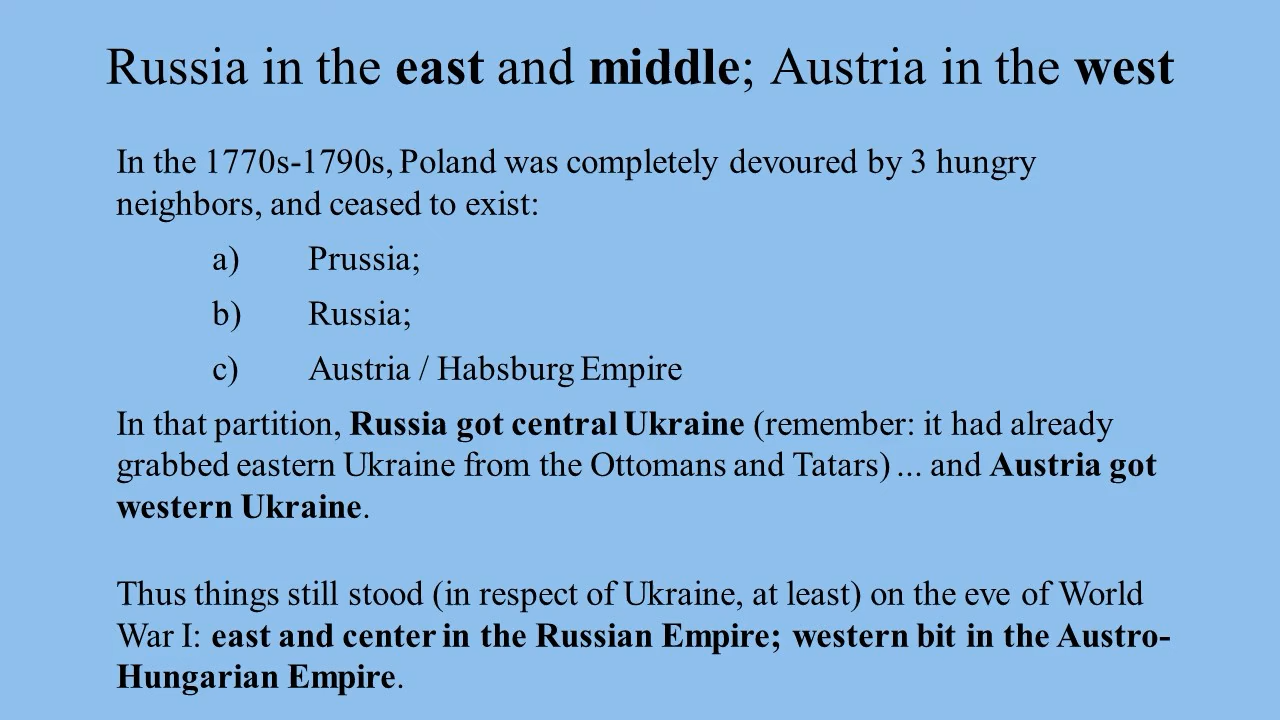 Russia in the east and middle; Austria in the west
In the 1770s-1790s, Poland was completely devoured by 3 hungry
neighbors, and ceased to exist:
a) Prussia;
b) Russia;
c) Austria / Habsburg Empire
In that partition, Russia got central Ukraine (remember: it had already
grabbed eastern Ukraine from the Ottomans and Tatars) ... and Austria got
western Ukraine.
Thus things still stood (in respect of Ukraine, at least) on the eve of World
War I: east and center in the Russian Empire; western bit in the Austro-
Hungarian Empire.